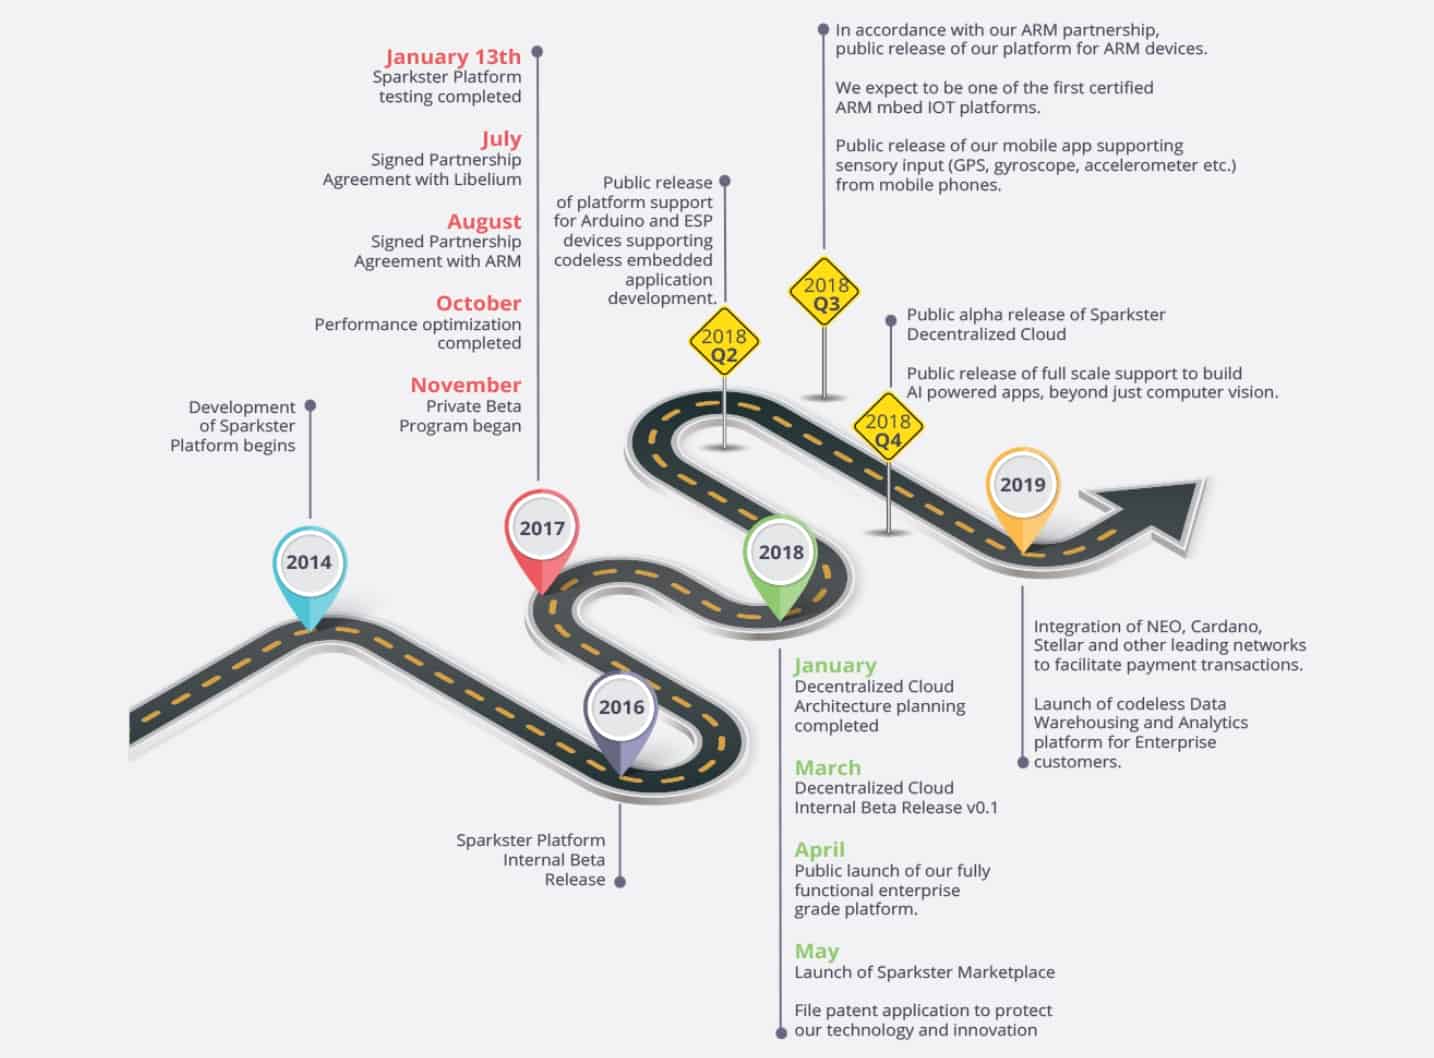 January 13th
Sparkster Platform
testing completed
July
Signed Partnership
Agreement with Libelium
August
Signed Partnership
Agreement with ARM
October
Performance optimization
completed
November
Private Beta
Program began
In accordance with our ARM partnership,
public release of our platform for ARM devices.
We expect to be one of the first certified
ARM mbed IOT platforms.
Public release of our mobile app supporting
sensory input (GPS, gyroscope, accelerometer etc.)
from mobile phones.
Public release
of platform support
for Arduino and ESP
devices supporting
codeless embedded
application
development.
2018
Q3
2018
Q2
Public alpha release of Sparkster
Decentralized Cloud
Public release of full scale support to build
AI powered apps, beyond just computer vision.
2018
Q4
Development
of Sparkster
Platform begins
2014
2017
2018
2019
2016
Integration of NEO, Cardano,
Stellar and other leading networks
to facilitate payment transactions.
Launch of codeless Data
Warehousing and Analytics
platform for Enterprise
customers.
Sparkster Platform
Internal Beta
Release
January
Decentralized Cloud
Architecture planning
completed
March
Decentralized Cloud
Internal Beta Release v0.1
April
Public launch of our fully
functional enterprise
grade platform.
May
Launch of Sparkster Marketplace
File patent application to protect
our technology and innovation